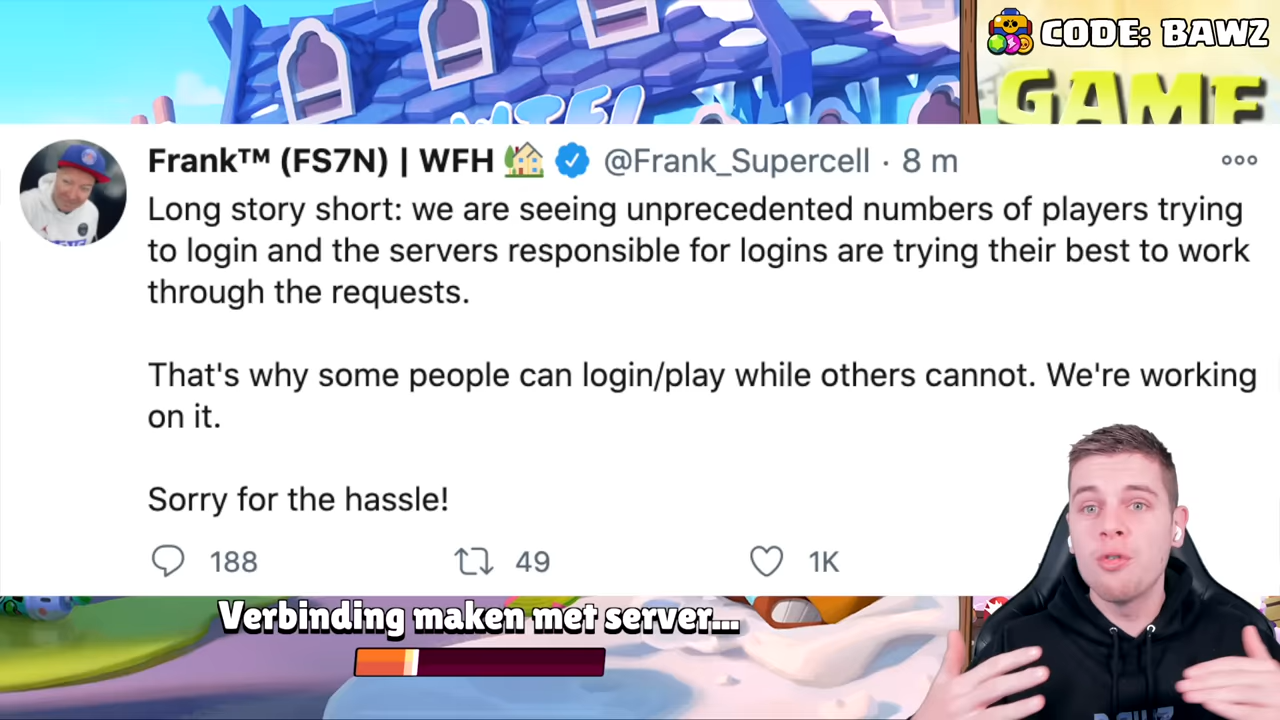 CODE: BAWZ
GAME
Frank™ (FS7N) | WFH @Frank_Supercell · 8 m
Long story short: we are seeing unprecedented numbers of players trying
to login and the servers responsible for logins are trying their best to work
through the requests.
That's why some people can login/play while others cannot. We're working
on it.
Sorry for the hassle!
188 49 1K
Verbinding maken met server...